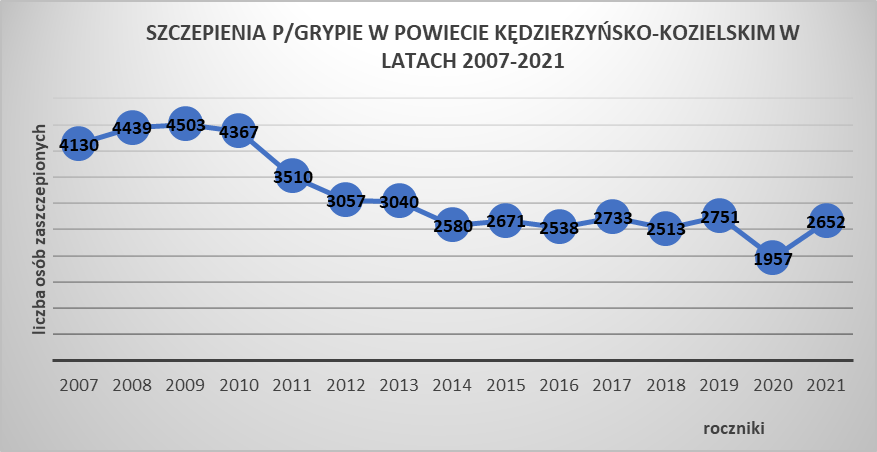 SZCZEPIENIA P/GRYPIE W POWIECIE KĘDZIERZYŃSKO-KOZIELSKIM W
LATACH 2007-2021
liczba osób zaszczepionych
4130 4439 4503 4367 3510 3057 3040 2580 2671 2538 2733 2513 2751 1957 2652
2007 2008 2009 2010 2011 2012 2013 2014 2015 2016 2017 2018 2019 2020 2021
roczniki